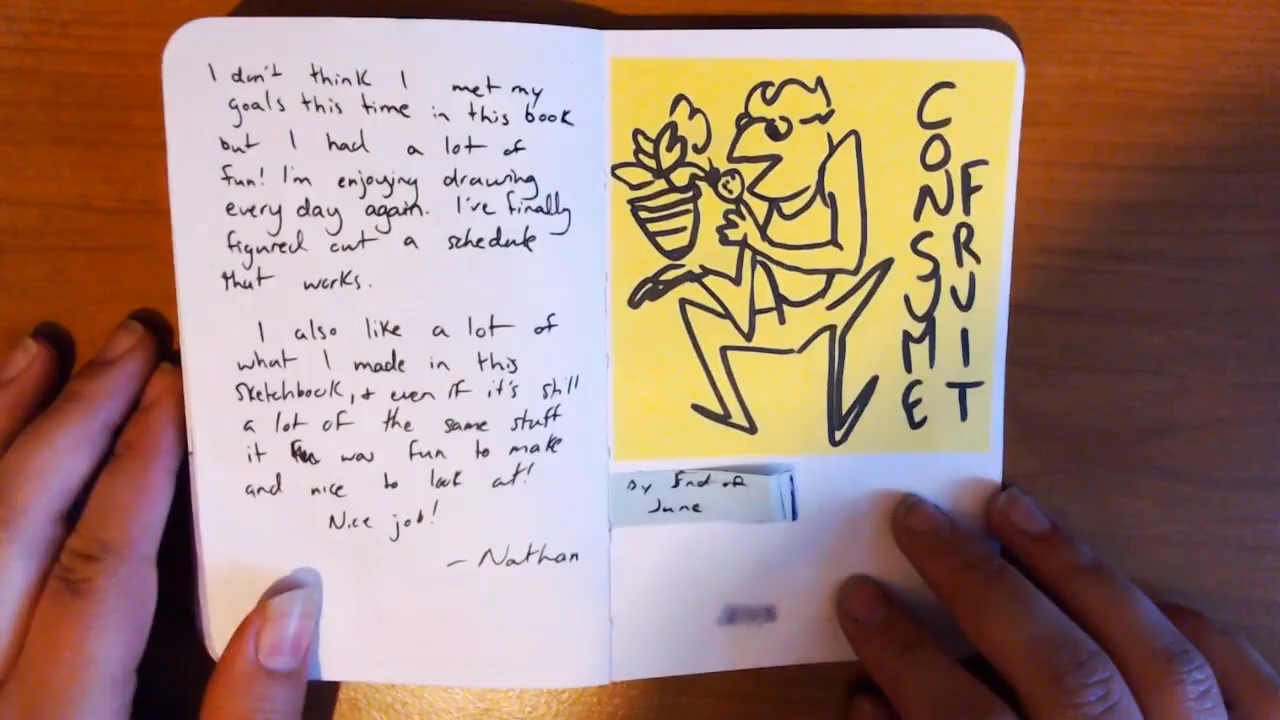 I don't think I met my
goals this time in this book
but I had a lot of
fun! I'm enjoying drawing
every day again. I've finally
figured out a schedule
that works.
I also like a lot of
what I made in this
sketchbook, & even if it's still
a lot of the same stuff
it was fun to make
and nice to look at!
Nice job!
– Nathan
CONSUME
FRUIT
By End of
June